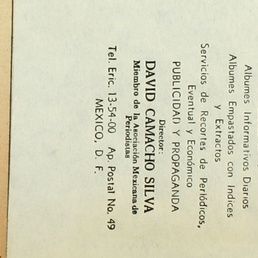 Albumes Informativos Diarios
Albumes Empastados con Indices
y Extractos
Servicios de Recortes de Periódicos,
Eventual y Económico
PUBLICIDAD Y PROPAGANDA
Director:
DAVID CAMACHO SILVA
Miembro de la Asociación Mexicana de
Periodistas
Tel. Eric. 13-54-00 Ap. Postal No. 49
MEXICO, D. F.